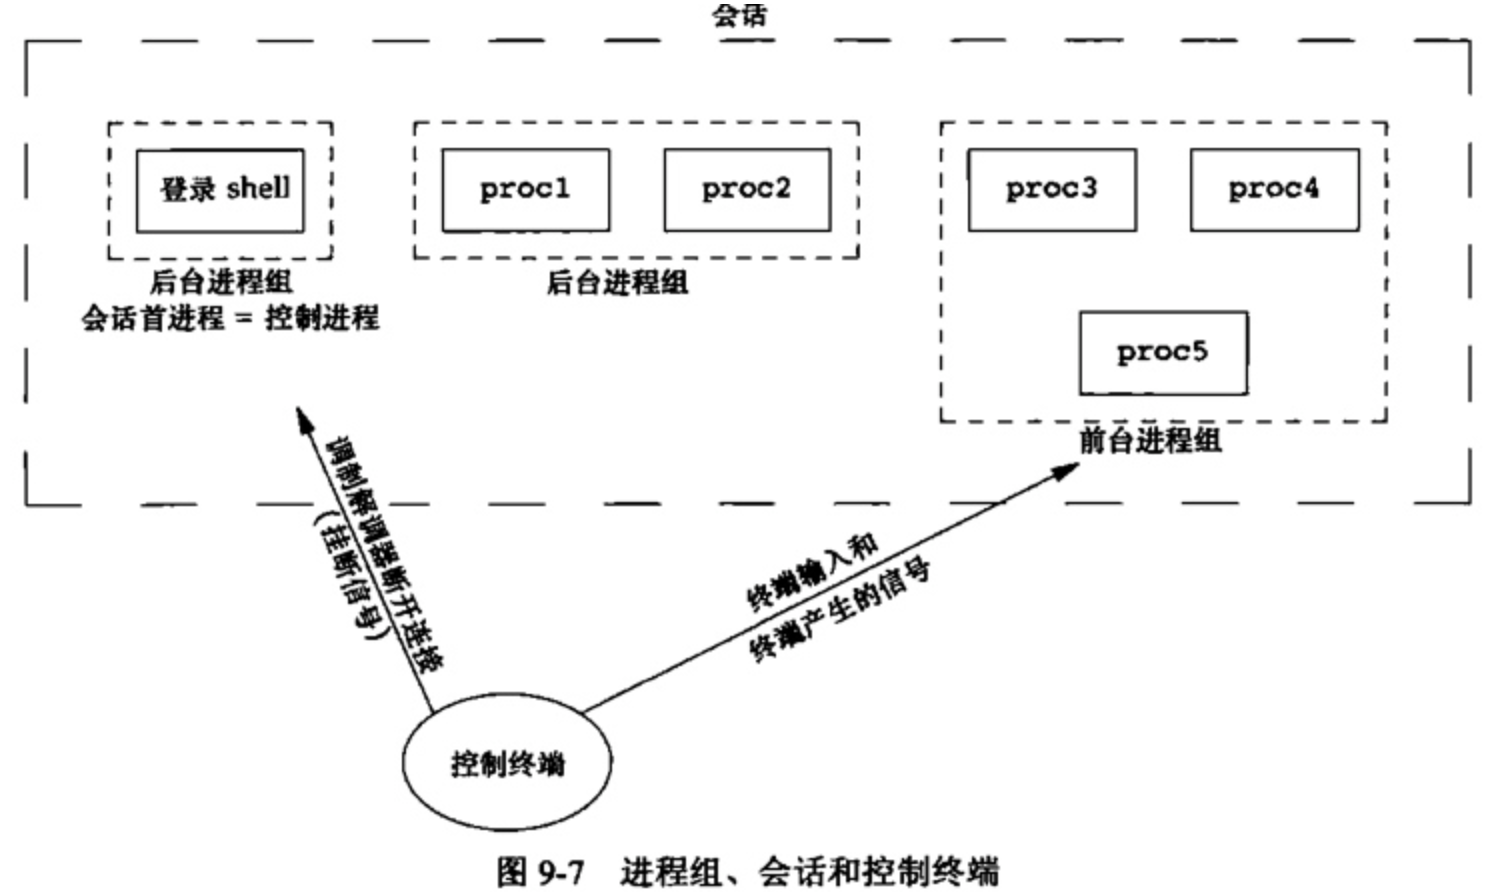 会话
登录 shell
proc1
proc2
proc3
proc4
后台进程组
会话首进程 = 控制进程
后台进程组
proc5
前台进程组
调制解调器断开连接
(挂断信号)
终端输入和
终端产生的信号
控制终端
图 9-7 进程组、会话和控制终端